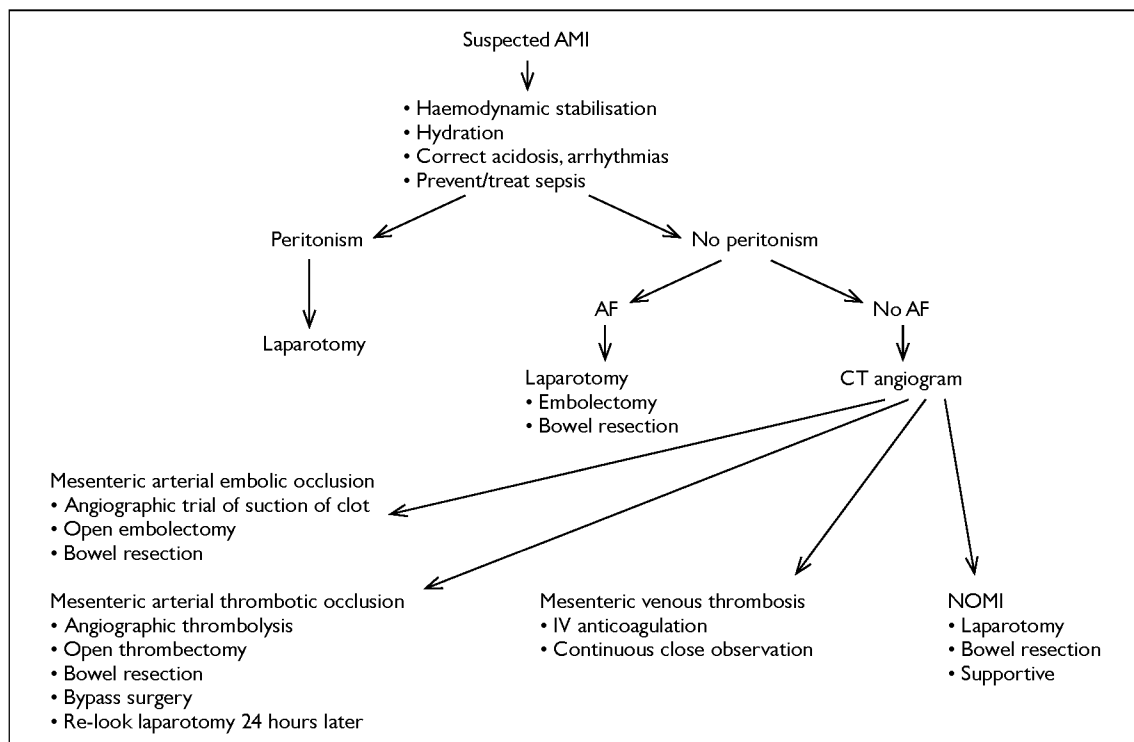 Suspected AMI
• Haemodynamic stabilisation
• Hydration
• Correct acidosis, arrhythmias
• Prevent/treat sepsis
Peritonism
No peritonism
Laparotomy
AF
No AF
Laparotomy
• Embolectomy
• Bowel resection
CT angiogram
Mesenteric arterial embolic occlusion
• Angiographic trial of suction of clot
• Open embolectomy
• Bowel resection
Mesenteric arterial thrombotic occlusion
• Angiographic thrombolysis
• Open thrombectomy
• Bowel resection
• Bypass surgery
• Re-look laparotomy 24 hours later
Mesenteric venous thrombosis
• IV anticoagulation
• Continuous close observation
NOMI
• Laparotomy
• Bowel resection
• Supportive